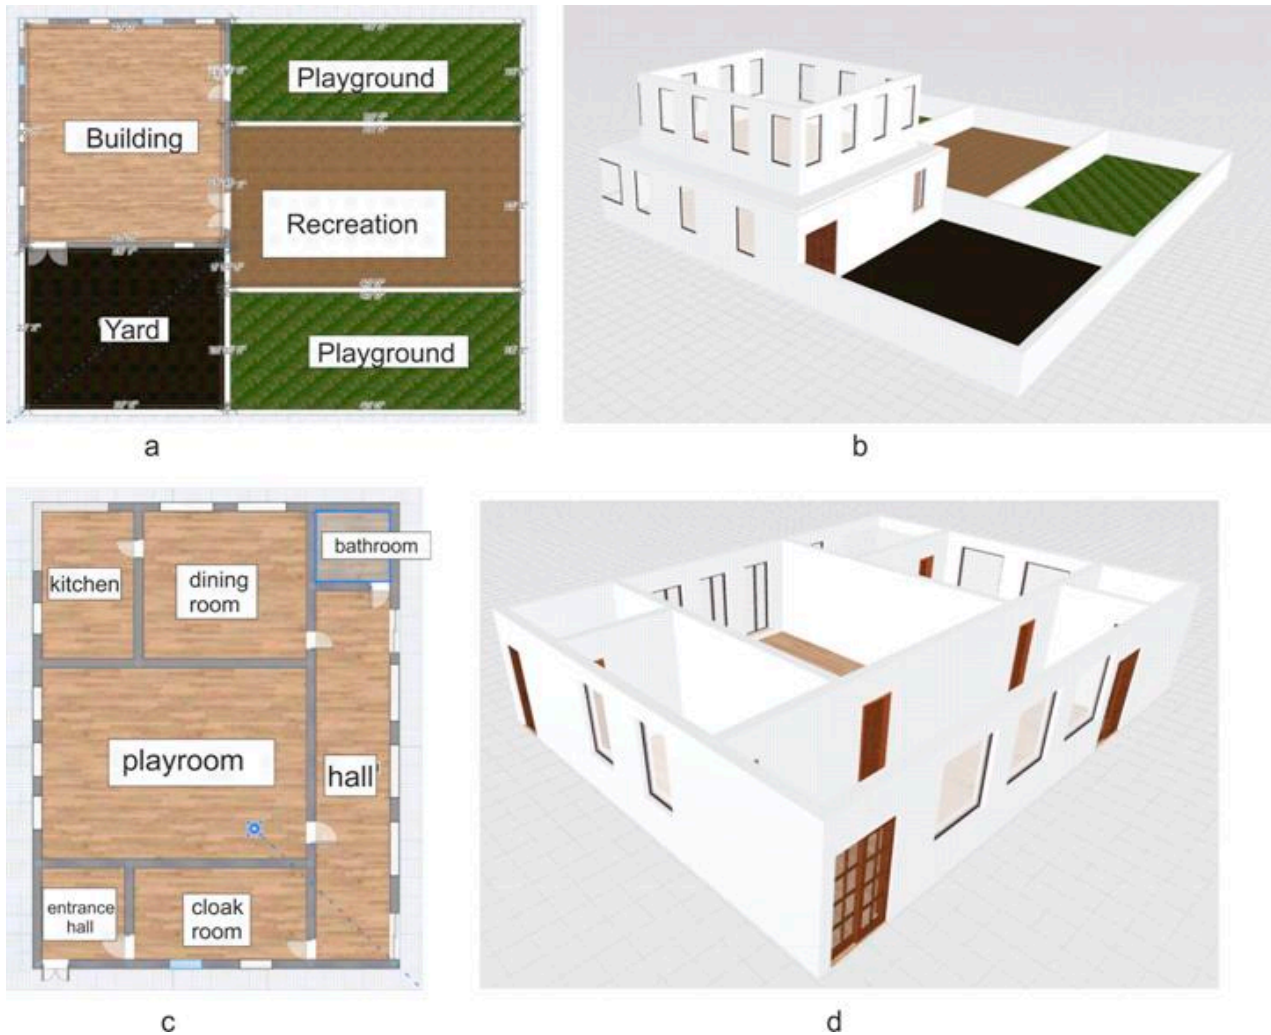 Playground
Building
Recreation
Yard
Playground
a
b
bathroom
kitchen
dining
room
playroom
hall'
entrance
hall
cloak
room
c
d